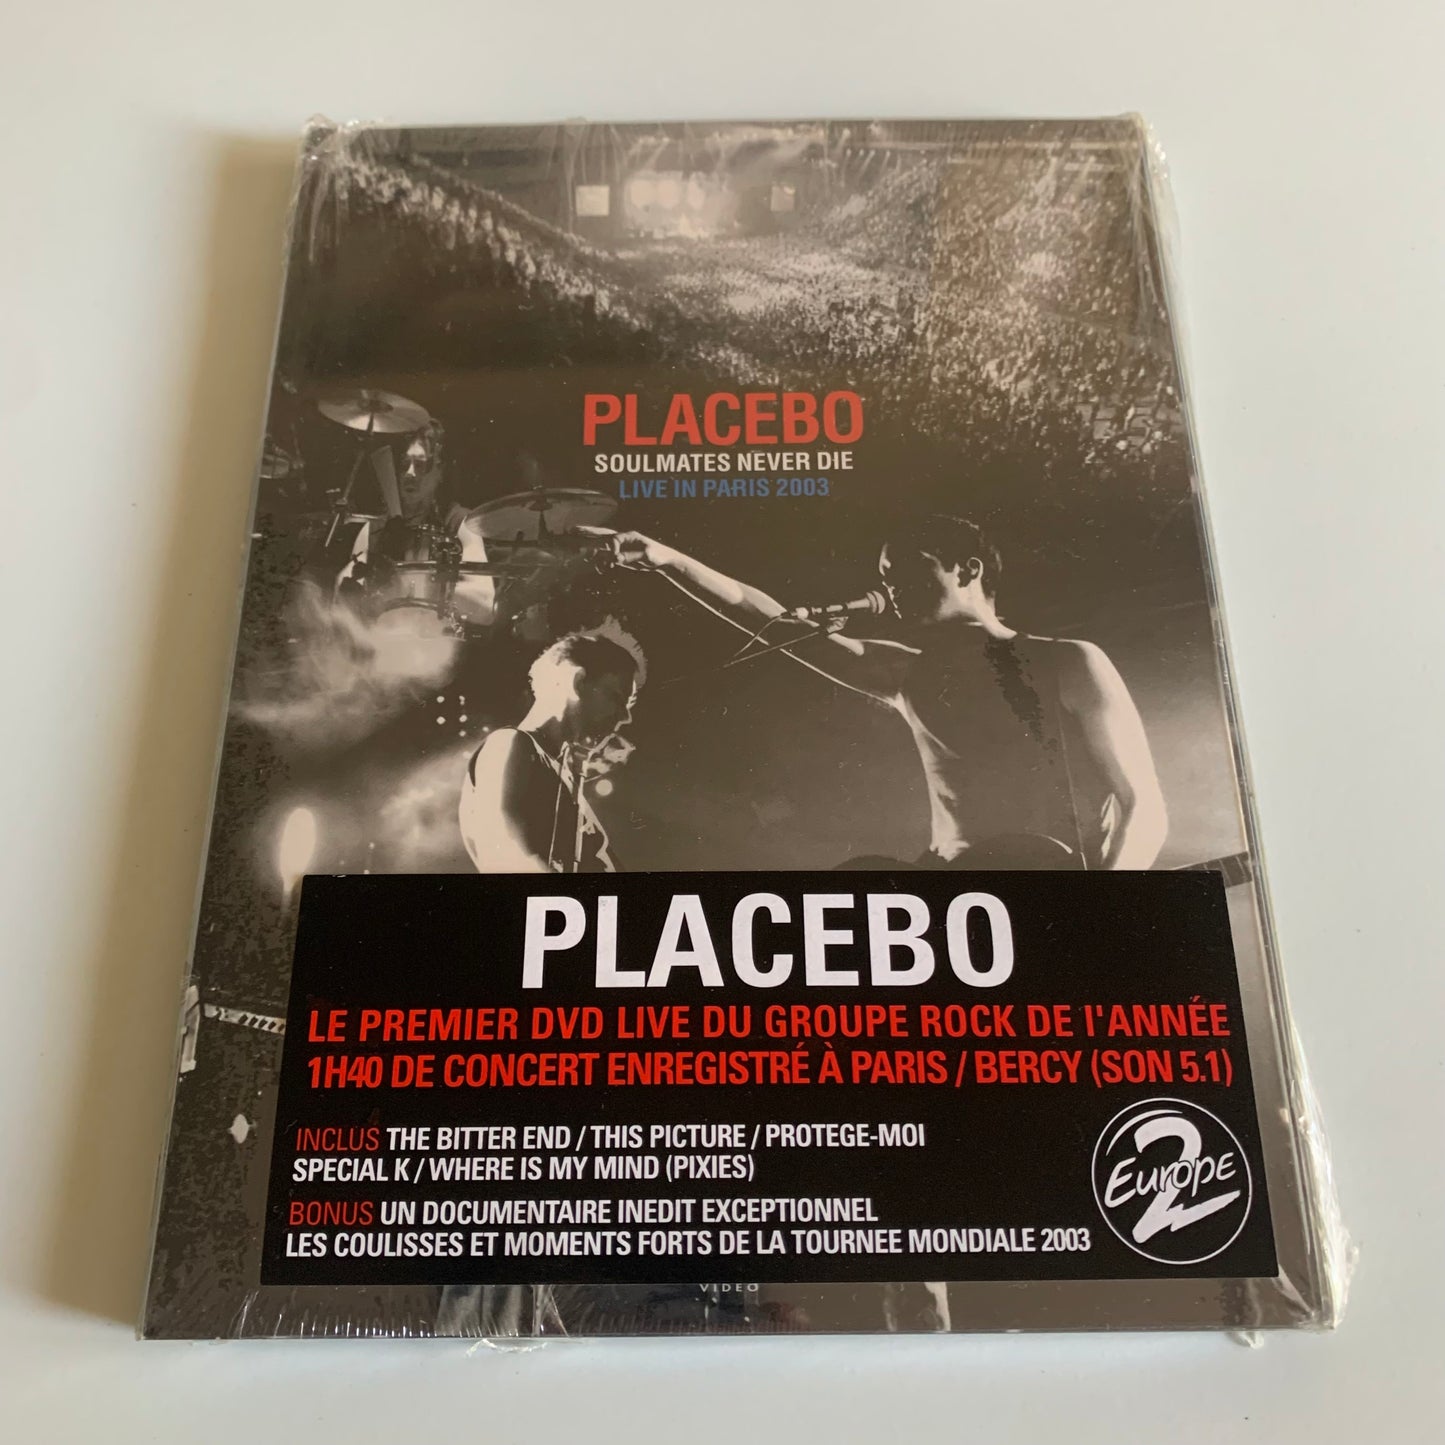 PLACEBO
SOULMATES NEVER DIE
LIVE IN PARIS 2003
PLACEBO
LE PREMIER DVD LIVE DU GROUPE ROCK DE l'ANNÉE
1H40 DE CONCERT ENREGISTRÉ À PARIS / BERCY (SON 5.1)
INCLUS THE BITTER END / THIS PICTURE / PROTEGE-MOI
SPECIAL K / WHERE IS MY MIND (PIXIES)
BONUS UN DOCUMENTAIRE INEDIT EXCEPTIONNEL
LES COULISSES ET MOMENTS FORTS DE LA TOURNEE MONDIALE 2003
Europe 2
VIDEO